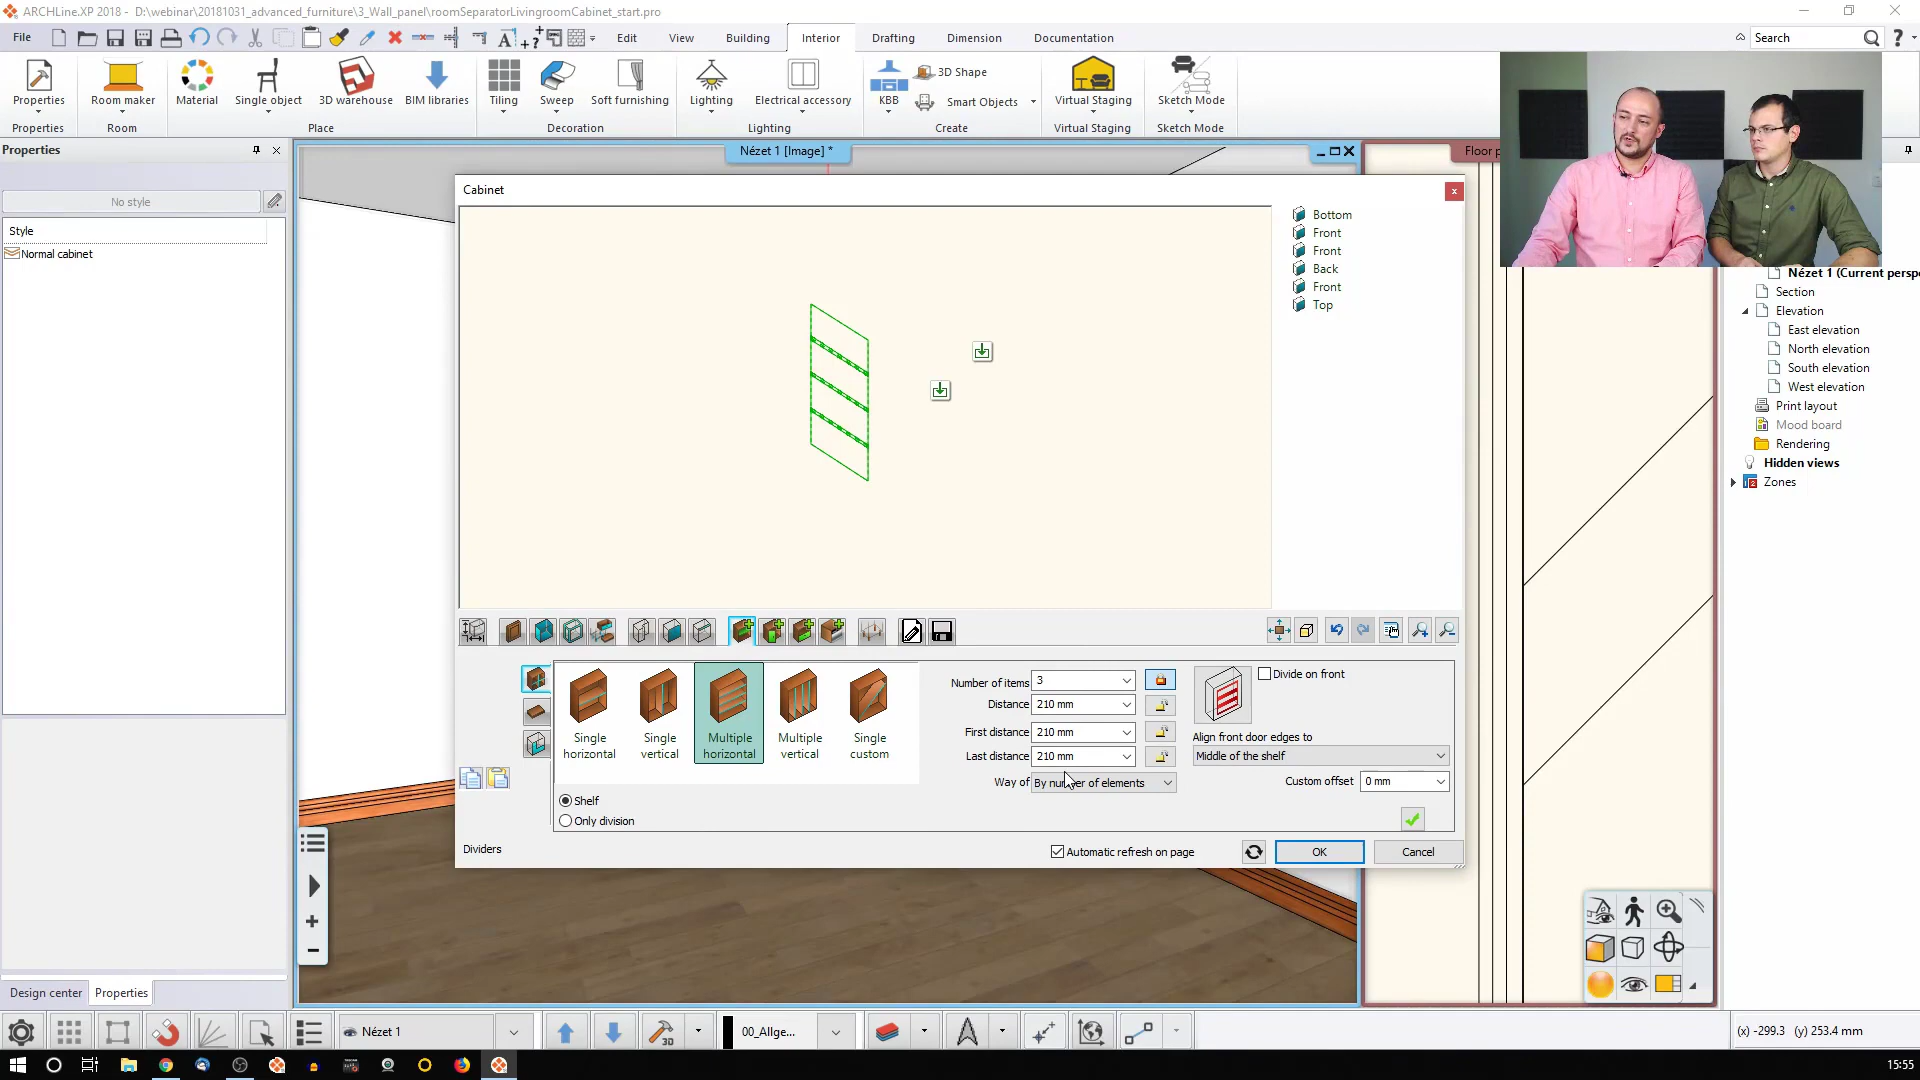 ARCHLine.XP 2018 - D:\webinar\20181031_advanced_furniture\3_Wall_panel\roomSeparatorLivingroomCabinet_start.pro
File Edit View Building Interior Drafting Dimension Documentation Search
Properties Room maker Material Single object 3D warehouse BIM libraries Tiling Sweep Soft furnishing Lighting Electrical accessory KBB 3D Shape Smart Objects Virtual Staging Sketch Mode
Properties Room Place Decoration Lighting Create Virtual Staging Sketch Mode
Properties
No style
Style
Normal cabinet
Nézet 1 [Image] *
Floor p
Cabinet
Bottom
Front
Front
Back
Front
Top
Nézet 1 (Current persp
Section
Elevation
East elevation
North elevation
South elevation
West elevation
Print layout
Mood board
Rendering
Hidden views
Zones
Single horizontal
Single vertical
Multiple horizontal
Multiple vertical
Single custom
Shelf
Only division
Number of items 3
Distance 210 mm
First distance 210 mm
Last distance 210 mm
Way of By number of elements
Divide on front
Align front door edges to
Middle of the shelf
Custom offset 0 mm
Dividers
Automatic refresh on page
OK Cancel
Design center Properties
Nézet 1
3D
00_Allge...
(x) -299.3 (y) 253.4 mm
15:55